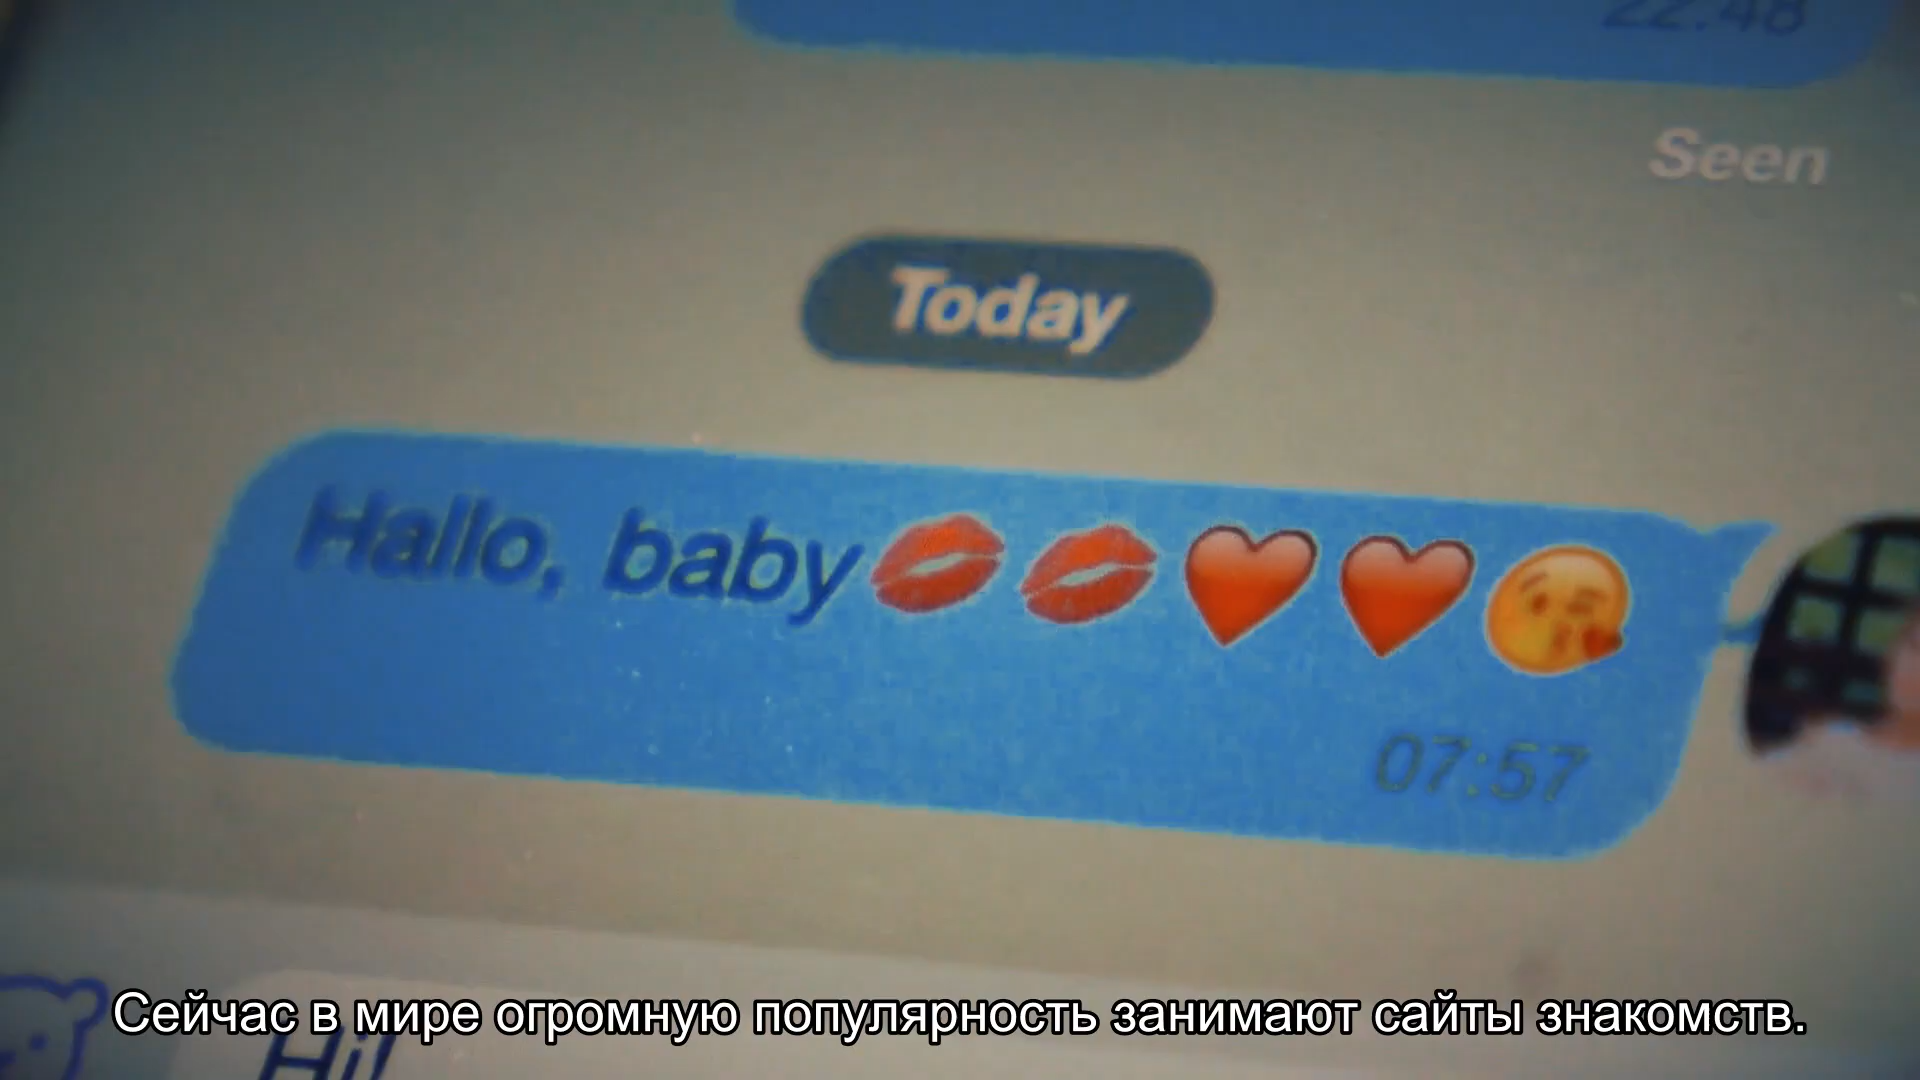 22:48
Seen
Today
Hallo, baby💋💋❤️❤️😘
07:57
Hi!
Сейчас в мире огромную популярность занимают сайты знакомств.